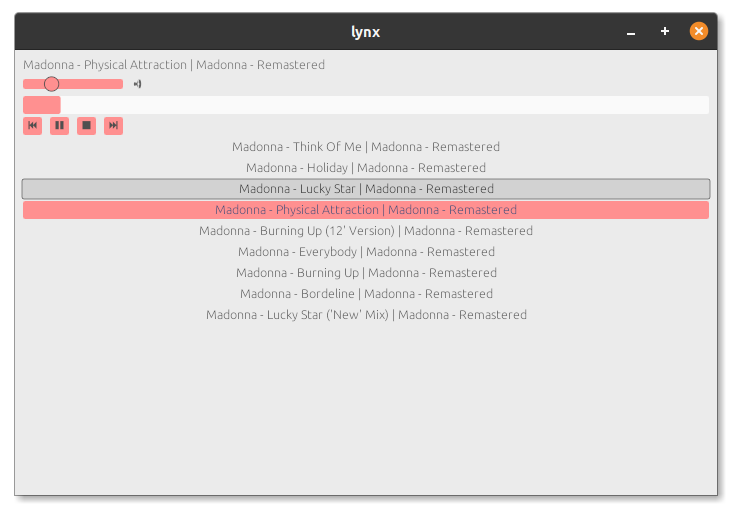 lynx
Madonna - Physical Attraction | Madonna - Remastered
Madonna - Think Of Me | Madonna - Remastered
Madonna - Holiday | Madonna - Remastered
Madonna - Lucky Star | Madonna - Remastered
Madonna - Physical Attraction | Madonna - Remastered
Madonna - Burning Up (12' Version) | Madonna - Remastered
Madonna - Everybody | Madonna - Remastered
Madonna - Burning Up | Madonna - Remastered
Madonna - Bordeline | Madonna - Remastered
Madonna - Lucky Star ('New' Mix) | Madonna - Remastered